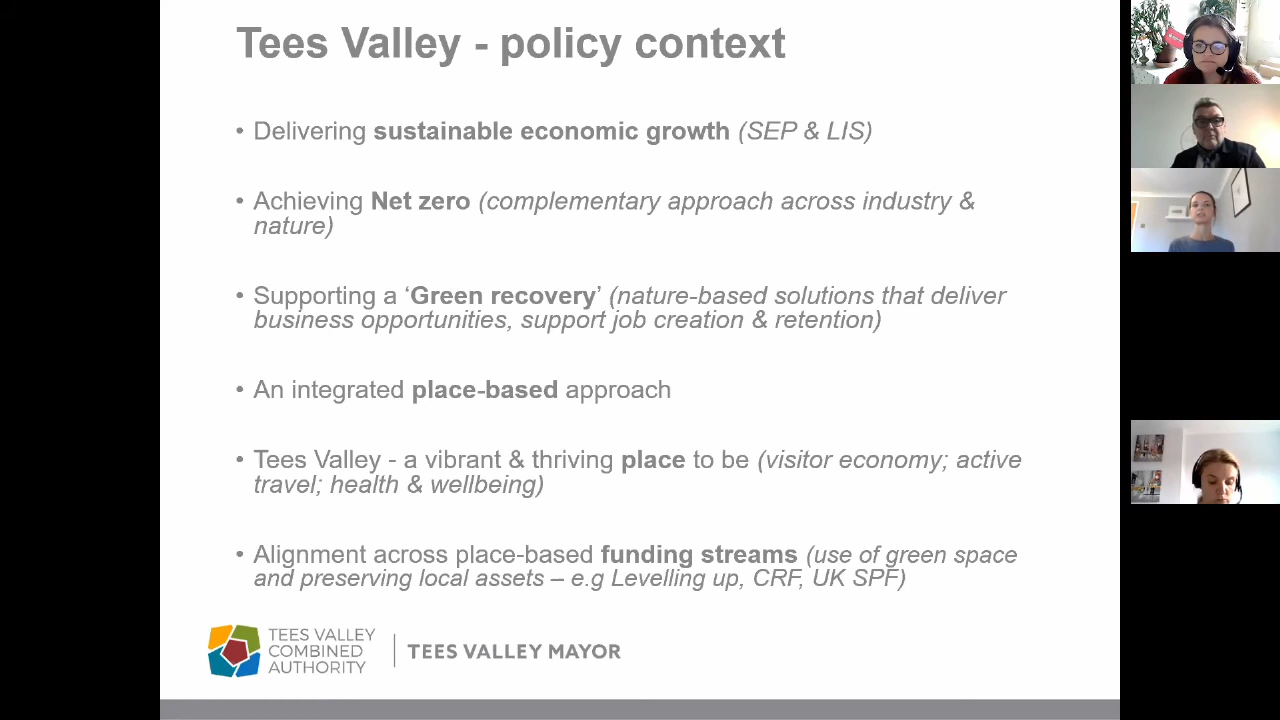 Tees Valley - policy context
• Delivering sustainable economic growth (SEP & LIS)
• Achieving Net zero (complementary approach across industry &
nature)
• Supporting a ‘Green recovery’ (nature-based solutions that deliver
business opportunities, support job creation & retention)
• An integrated place-based approach
• Tees Valley - a vibrant & thriving place to be (visitor economy; active
travel; health & wellbeing)
• Alignment across place-based funding streams (use of green space
and preserving local assets – e.g Levelling up, CRF, UK SPF)
TEES VALLEY
COMBINED
AUTHORITY
TEES VALLEY MAYOR